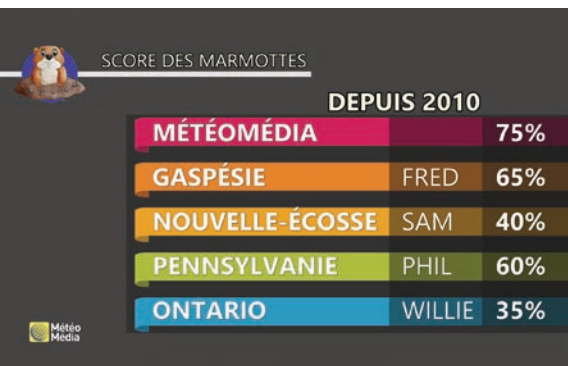 SCORE DES MARMOTTES
DEPUIS 2010
MÉTÉOMÉDIA 75%
GASPÉSIE FRED 65%
NOUVELLE-ÉCOSSE SAM 40%
PENNSYLVANIE PHIL 60%
ONTARIO WILLIE 35%
Météo
Média